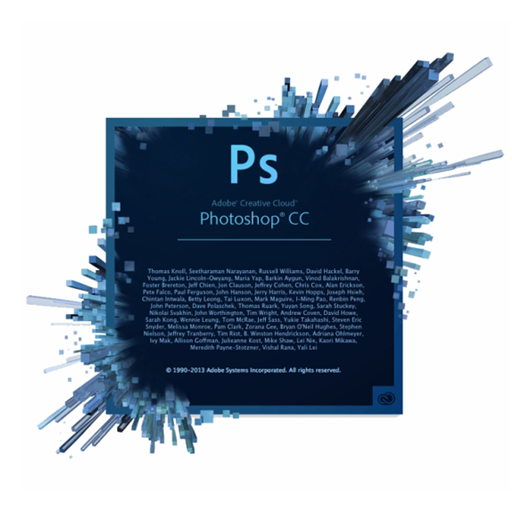 Ps
Adobe® Creative Cloud™
Photoshop® CC
Thomas Knoll, Seetharaman Narayanan, Russell Williams, David Hackel, Barry
Young, Jackie Lincoln-Owyang, Maria Yap, Barkin Aygun, Vinod Balakrishnan,
Foster Brereton, Jeff Chien, Jon Clauson, Jeffrey Cohen, Chris Cox, Alan Erickson,
Pete Falco, Paul Ferguson, John Hanson, Jerry Harris, Kevin Hopps, Joseph Hsieh,
Chintan Intwala, Betty Leong, Tai Luxon, Mark Maguire, I-Ming Pao, Renbin Peng,
John Peterson, Dave Polaschek, Thomas Ruark, Yuyan Song, Sarah Stuckey,
Nikolai Svakhin, John Worthington, Tim Wright, Andrew Coven, David Howe,
Sarah Kong, Wennie Leung, Tom McRae, Jeff Sass, Yukie Takahashi, Steven Eric
Snyder, Melissa Monroe, Pam Clark, Zorana Gee, Bryan O'Neil Hughes, Stephen
Nielson, Jeffrey Tranberry, Tim Riot, B. Winston Hendrickson, Adriana Ohlmeyer,
Ivy Mak, Allison Goffman, Julieanne Kost, Mike Shaw, Lei Nie, Kaori Mikawa,
Meredith Payne-Stotzner, Vishal Rana, Yali Lei
© 1990-2013 Adobe Systems Incorporated. All rights reserved.